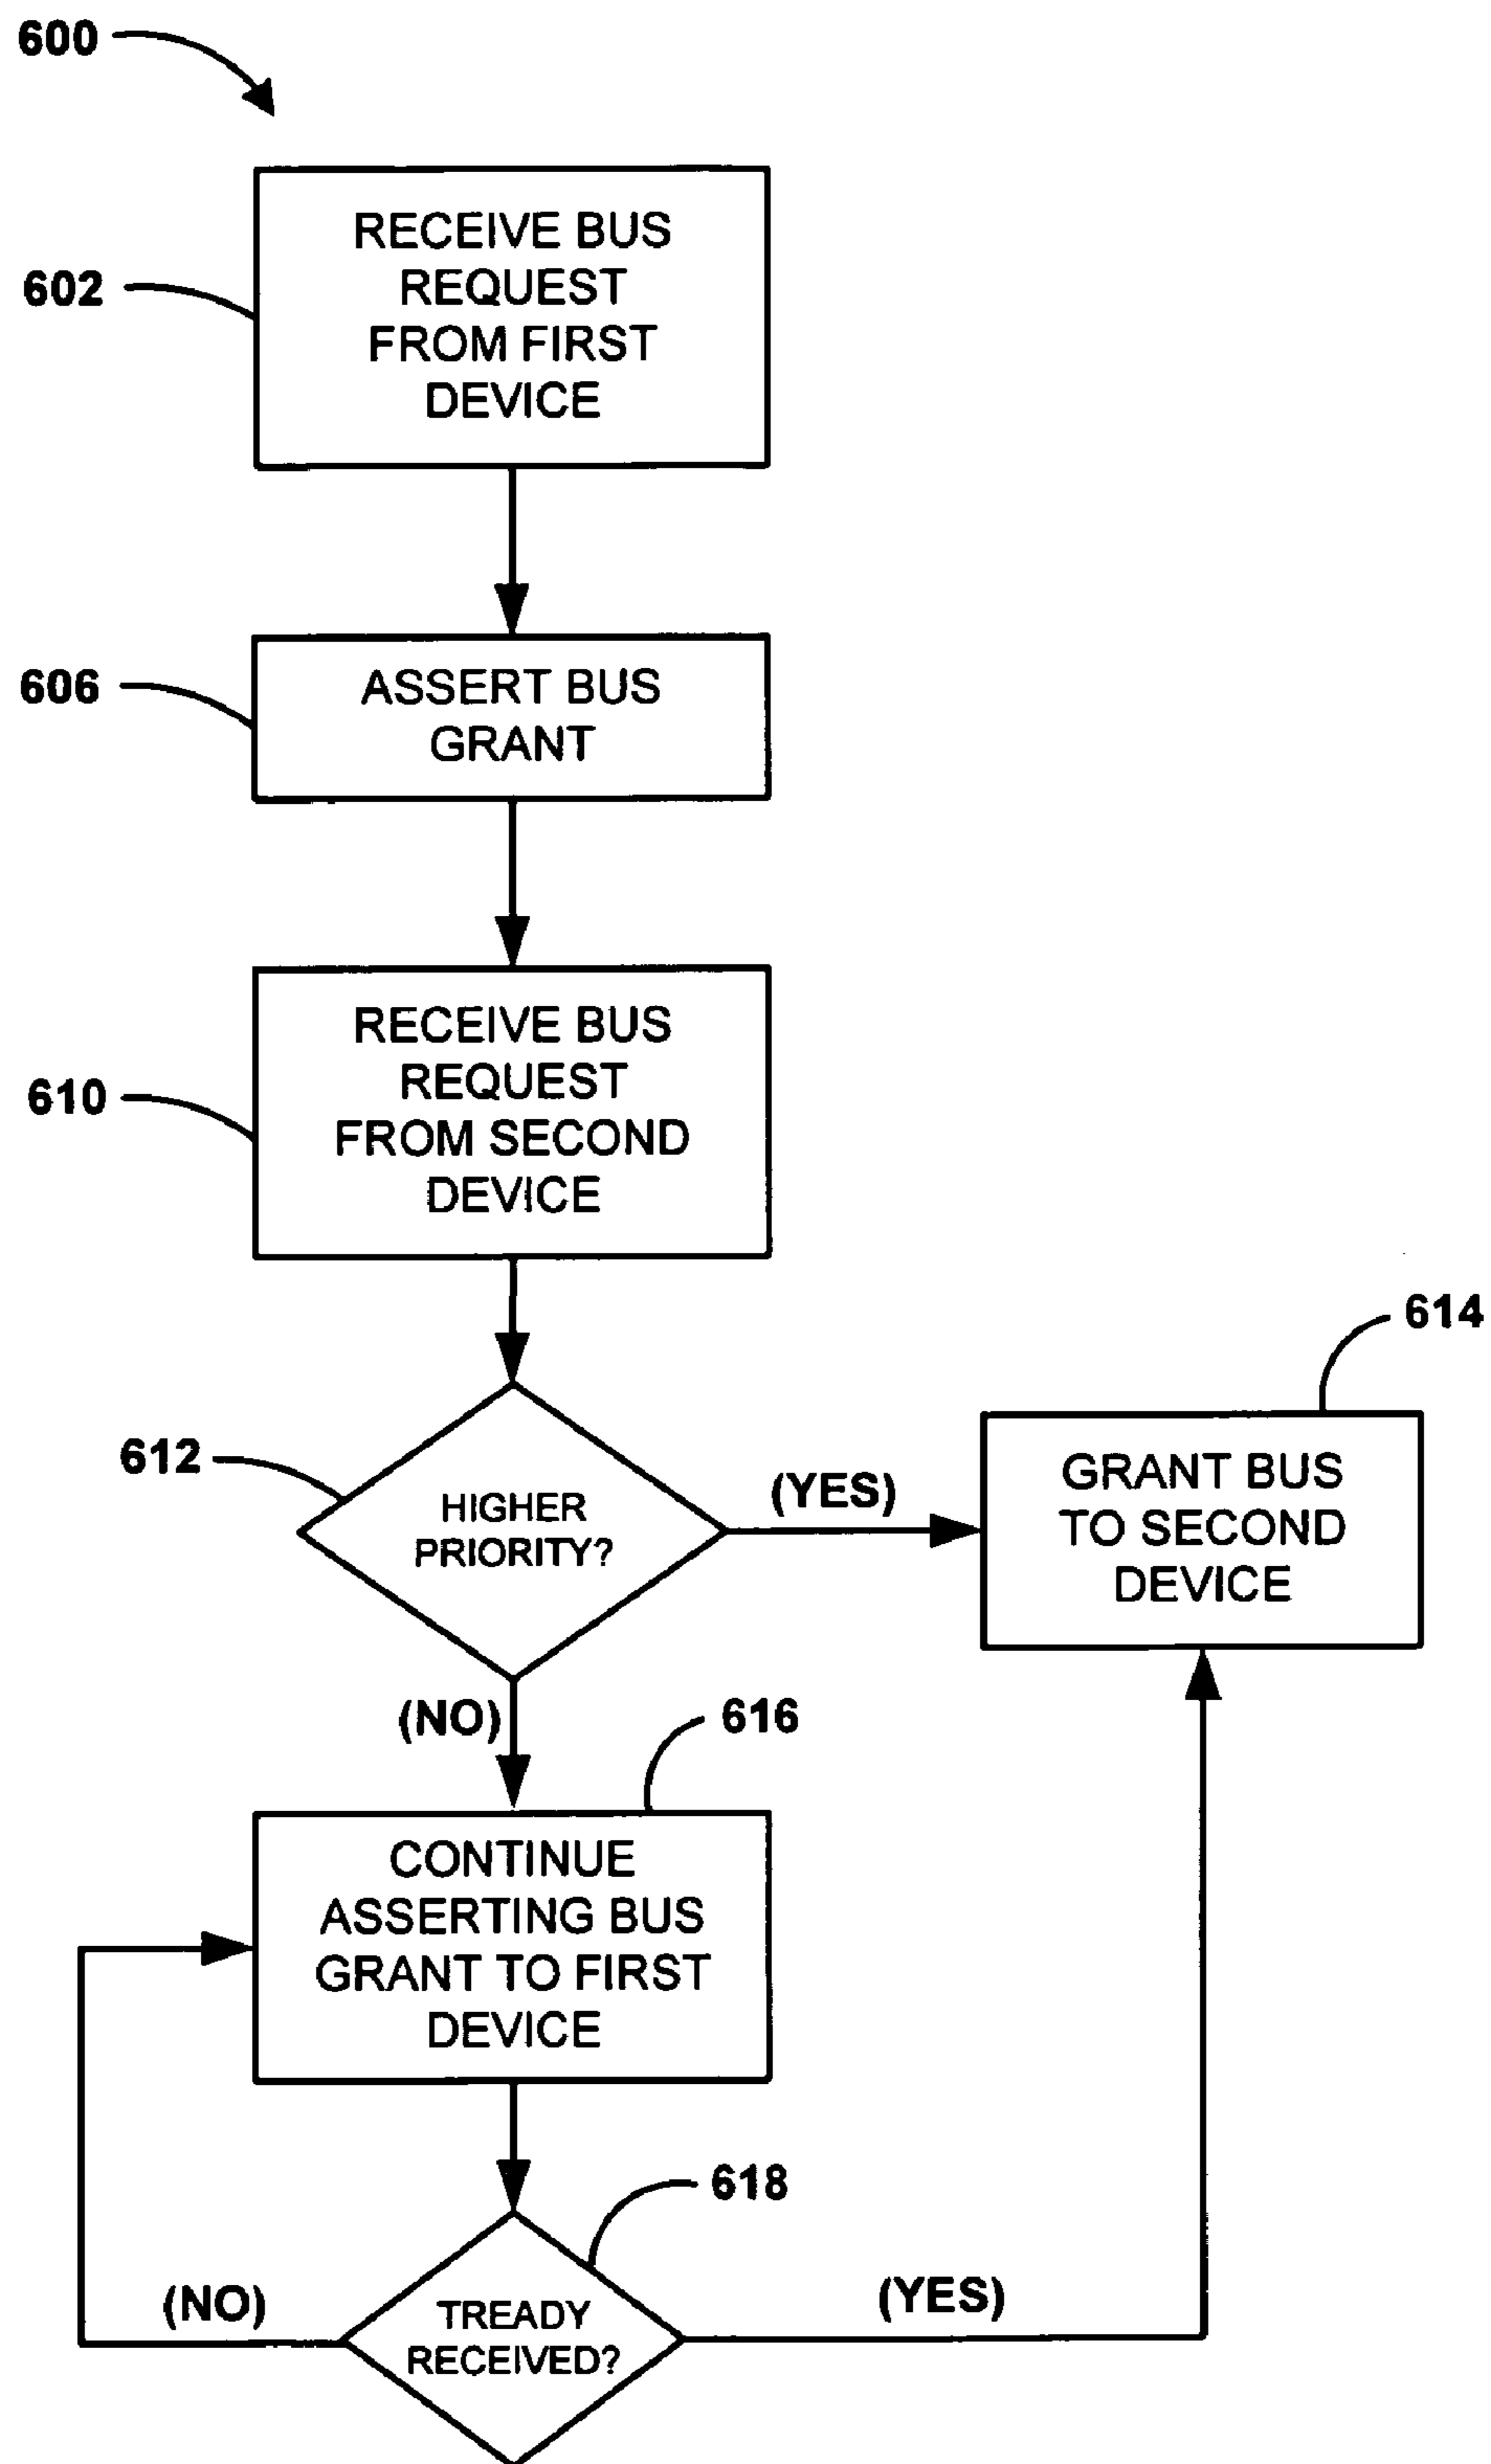 600
602
RECEIVE BUS
REQUEST
FROM FIRST
DEVICE
606
ASSERT BUS
GRANT
610
RECEIVE BUS
REQUEST
FROM SECOND
DEVICE
612
HIGHER
PRIORITY?
(YES)
614
GRANT BUS
TO SECOND
DEVICE
(NO)
616
CONTINUE
ASSERTING BUS
GRANT TO FIRST
DEVICE
618
(NO)
TREADY
RECEIVED?
(YES)